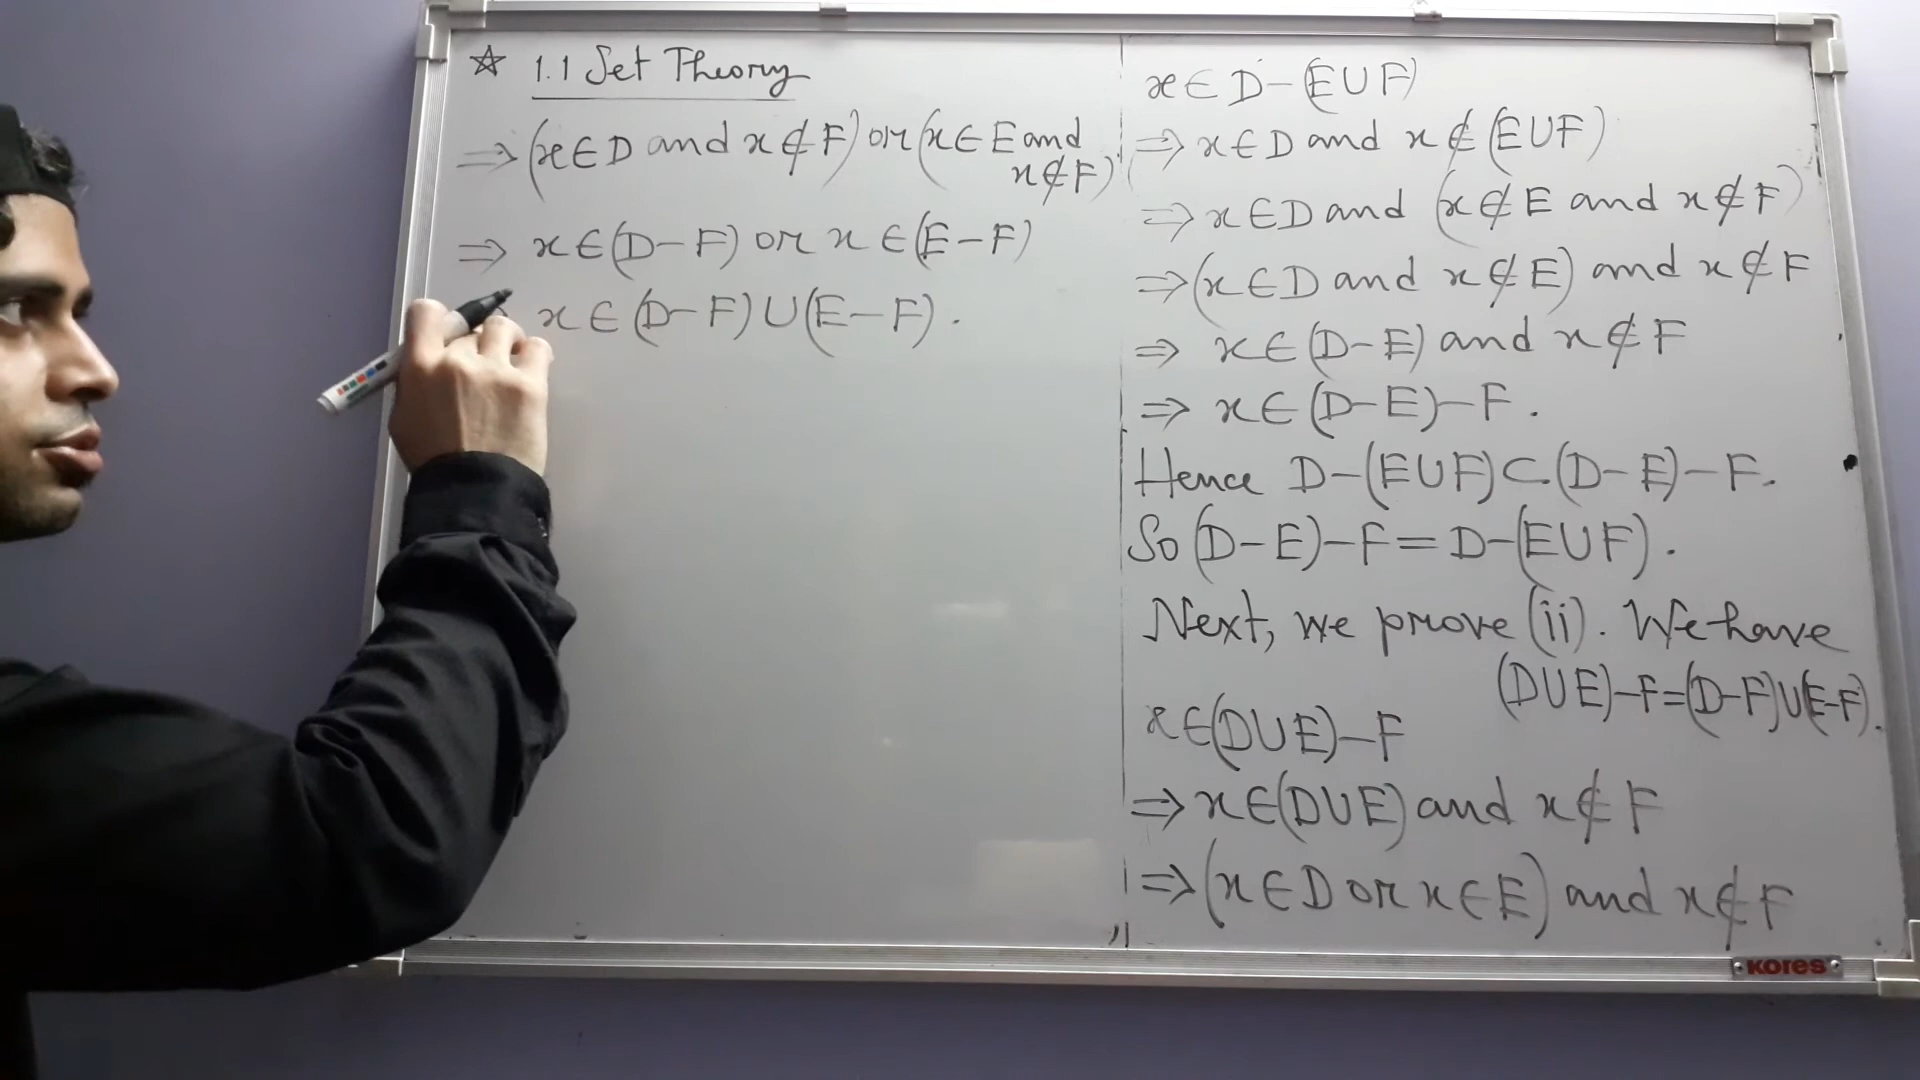 ☆ 1.1 Set Theory
⇒ (x∈D and x∉F) or (x∈E and
x∉F)
⇒ x∈(D-F) or x∈(E-F)
x∈(D-F)∪(E-F).
x∈D-(E∪F)
⇒ x∈D and x∉(E∪F)
⇒ x∈D and (x∉E and x∉F)
⇒ (x∈D and x∉E) and x∉F
⇒ x∈(D-E) and x∉F
⇒ x∈(D-E)-F.
Hence D-(E∪F)⊂(D-E)-F.
So (D-E)-F=D-(E∪F).
Next, we prove (ii). We have
(D∪E)-F=(D-F)∪(E-F).
x∈(D∪E)-F
⇒ x∈(D∪E) and x∉F
⇒ (x∈D or x∈E) and x∉F
KORES